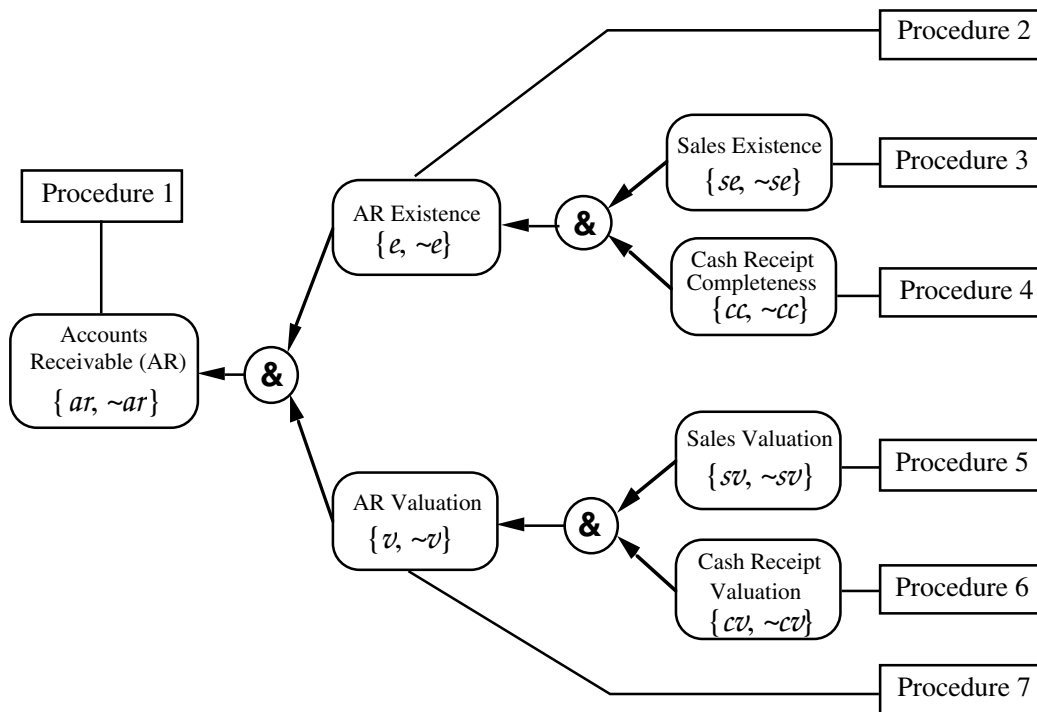 Procedure 2
Sales Existence
{se, ~se}
Procedure 3
Procedure 1
AR Existence
{e, ~e}
&
Cash Receipt
Completeness
{cc, ~cc}
Procedure 4
Accounts
Receivable (AR)
{ar, ~ar}
&
Sales Valuation
{sv, ~sv}
Procedure 5
AR Valuation
{v, ~v}
&
Cash Receipt
Valuation
{cv, ~cv}
Procedure 6
Procedure 7